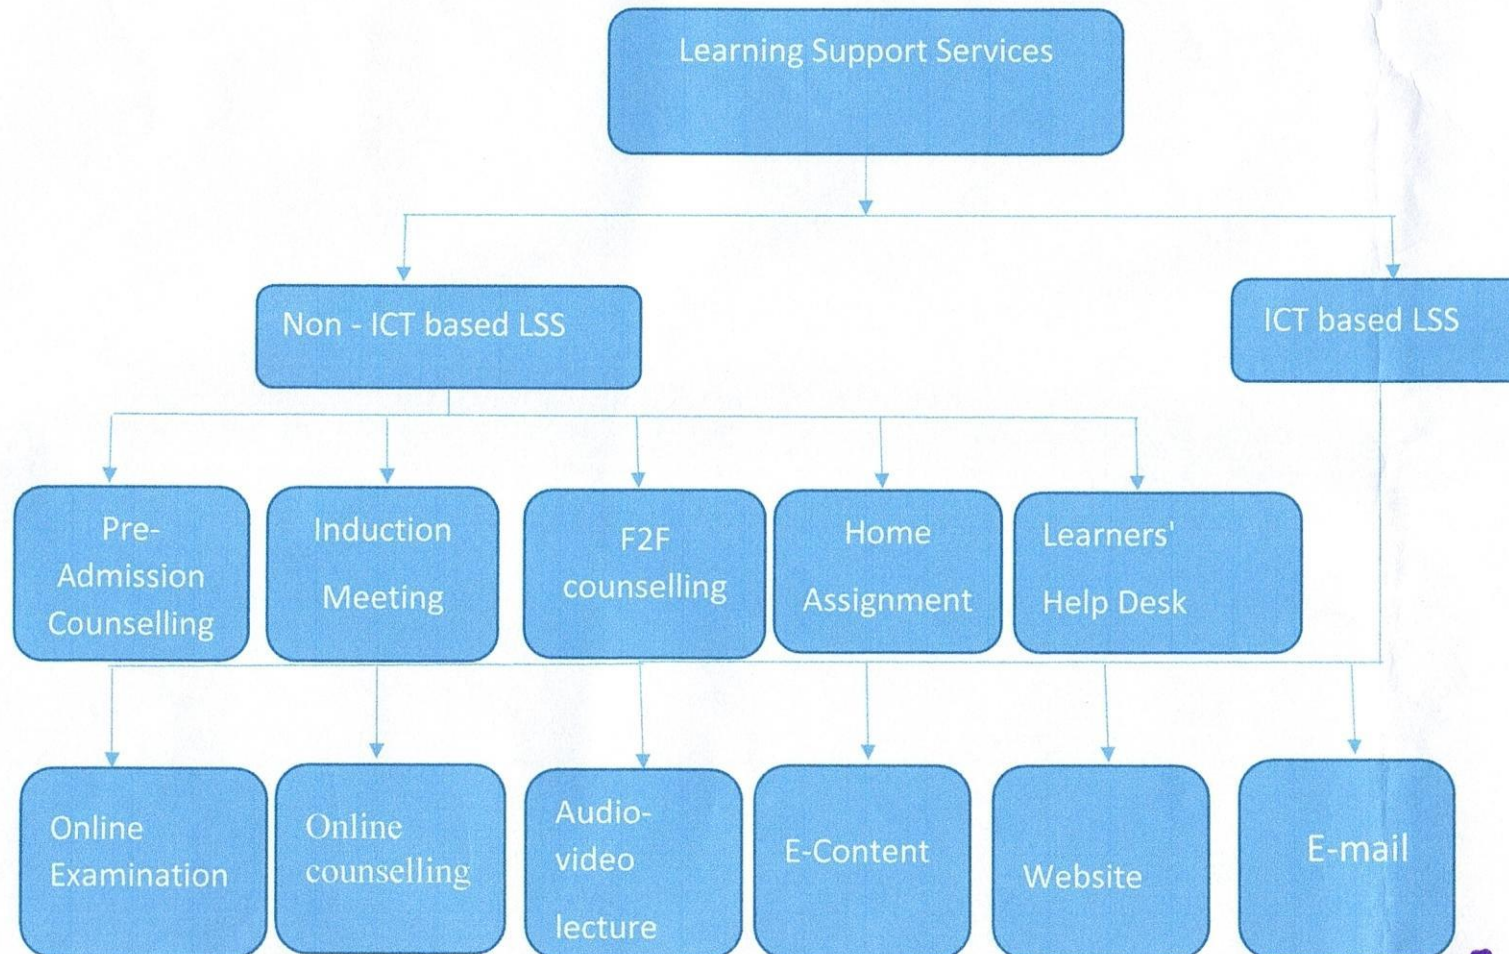 Learning Support Services
Non - ICT based LSS
ICT based LSS
Pre-
Admission
Counselling
Induction
Meeting
F2F
counselling
Home
Assignment
Learners'
Help Desk
Online
Examination
Online
counselling
Audio-
video
lecture
E-Content
Website
E-mail